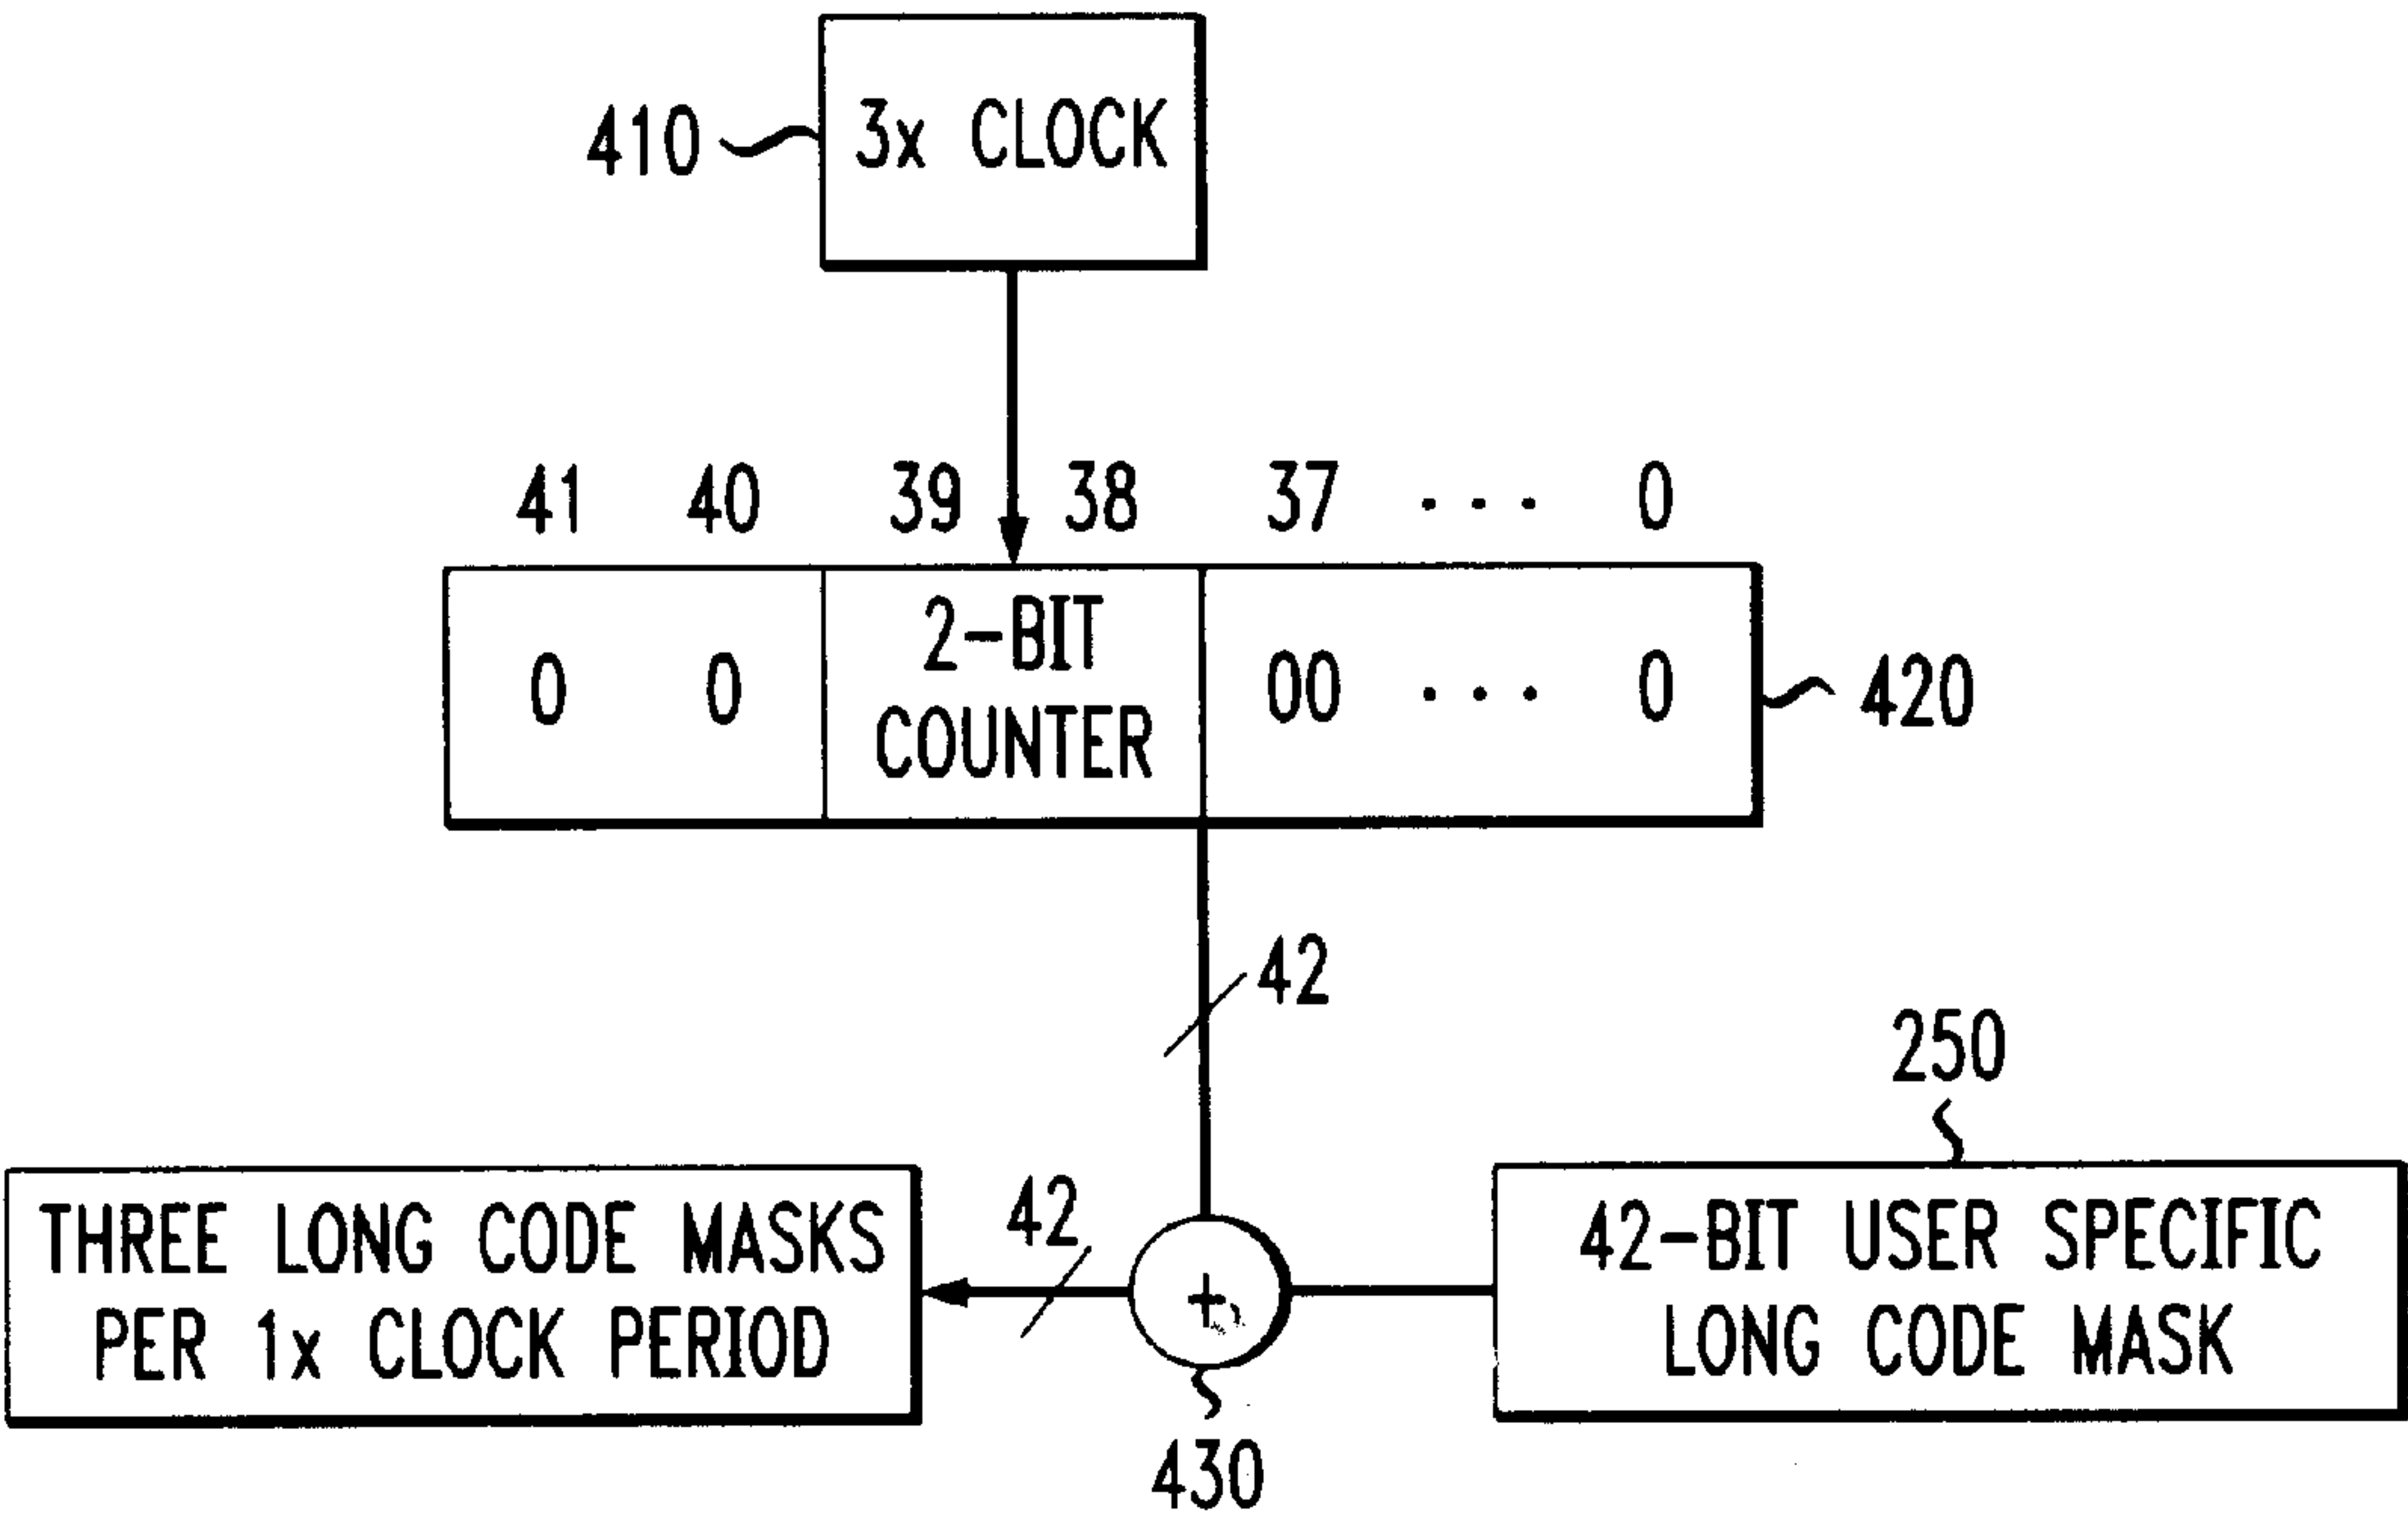 410
3x CLOCK
41 40 39 38 37 . . . 0
0 0 2-BIT COUNTER 00 . . . 0
420
42
250
THREE LONG CODE MASKS
PER 1x CLOCK PERIOD
42
+
42-BIT USER SPECIFIC
LONG CODE MASK
430